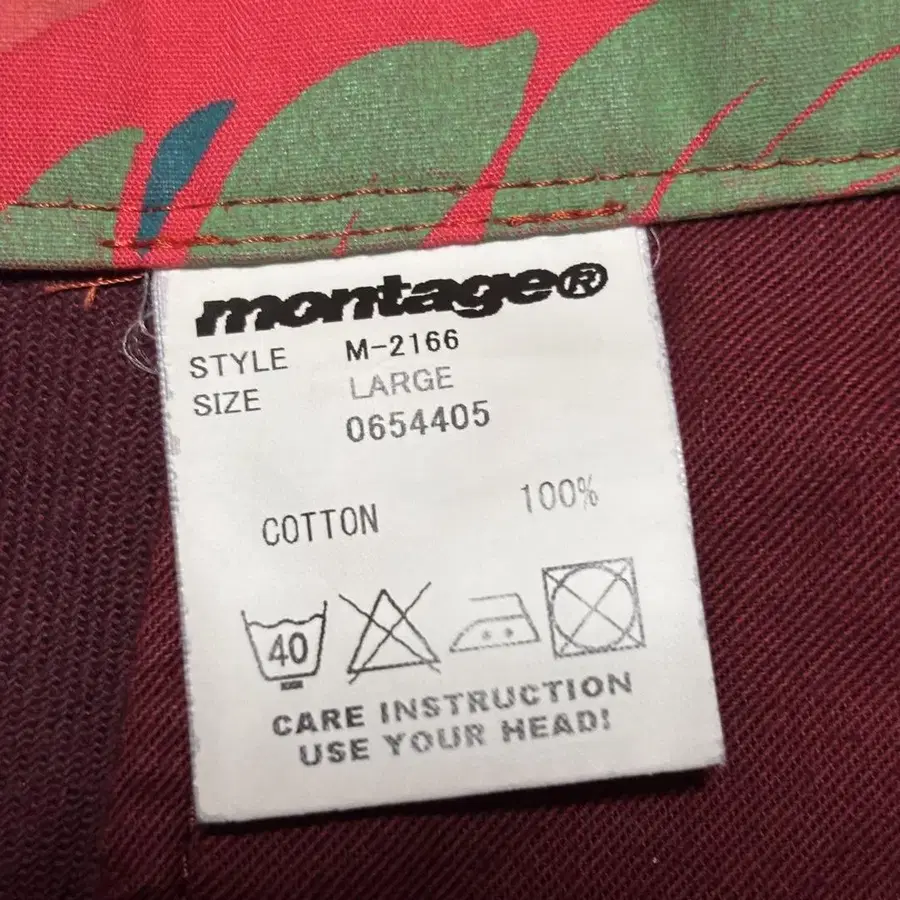 montage®
STYLE M-2166
SIZE LARGE
0654405
COTTON 100%
40
CARE INSTRUCTION
USE YOUR HEAD!